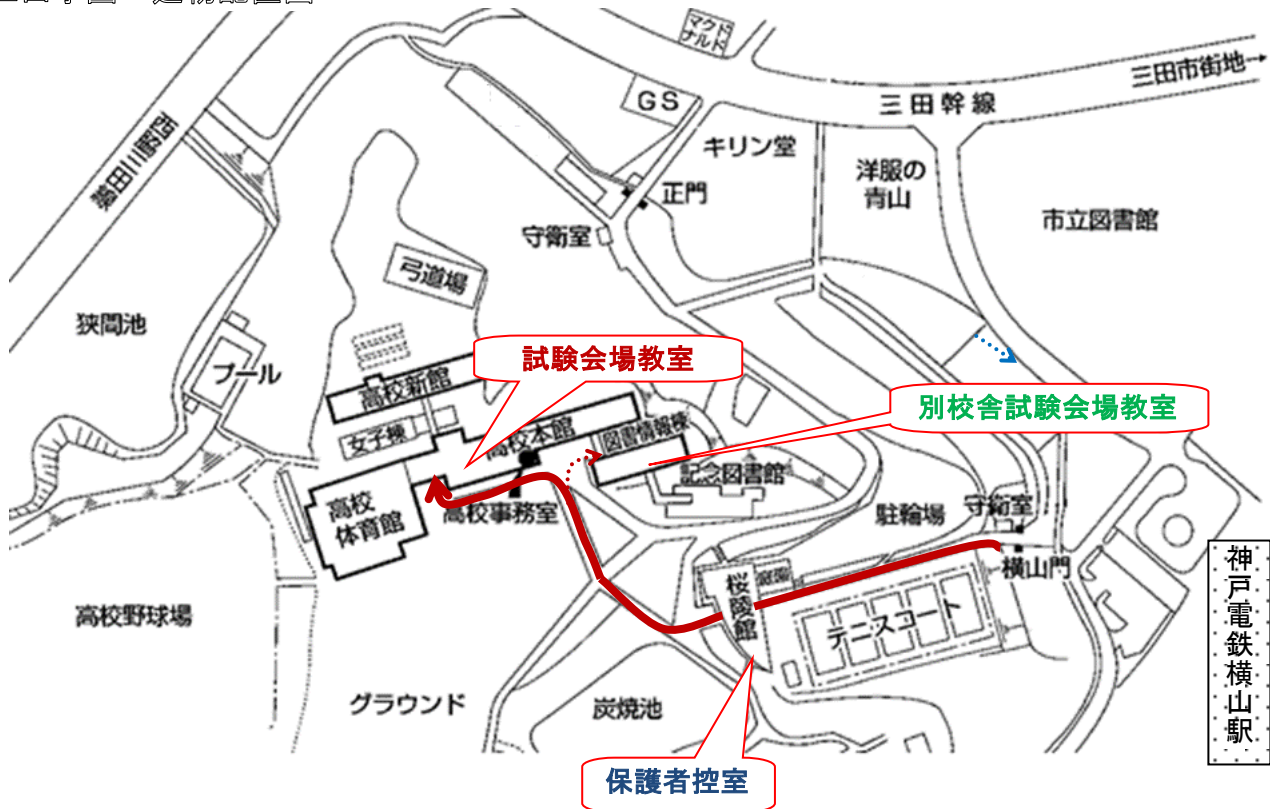 マクド
ナルド
三田市街地→
GS
三田幹線
西脇三田線
キリン堂
洋服の
青山
正門
市立図書館
守衛室
弓道場
狭間池
プール
試験会場教室
高校新館
別校舎試験会場教室
女子棟
高校本館
図書情報棟
記念図書館
高校
体育館
高校事務室
駐輪場
守衛室
横山門
神戸電鉄横山駅
桜陵館
テニスコート
高校野球場
グラウンド
炭焼池
保護者控室